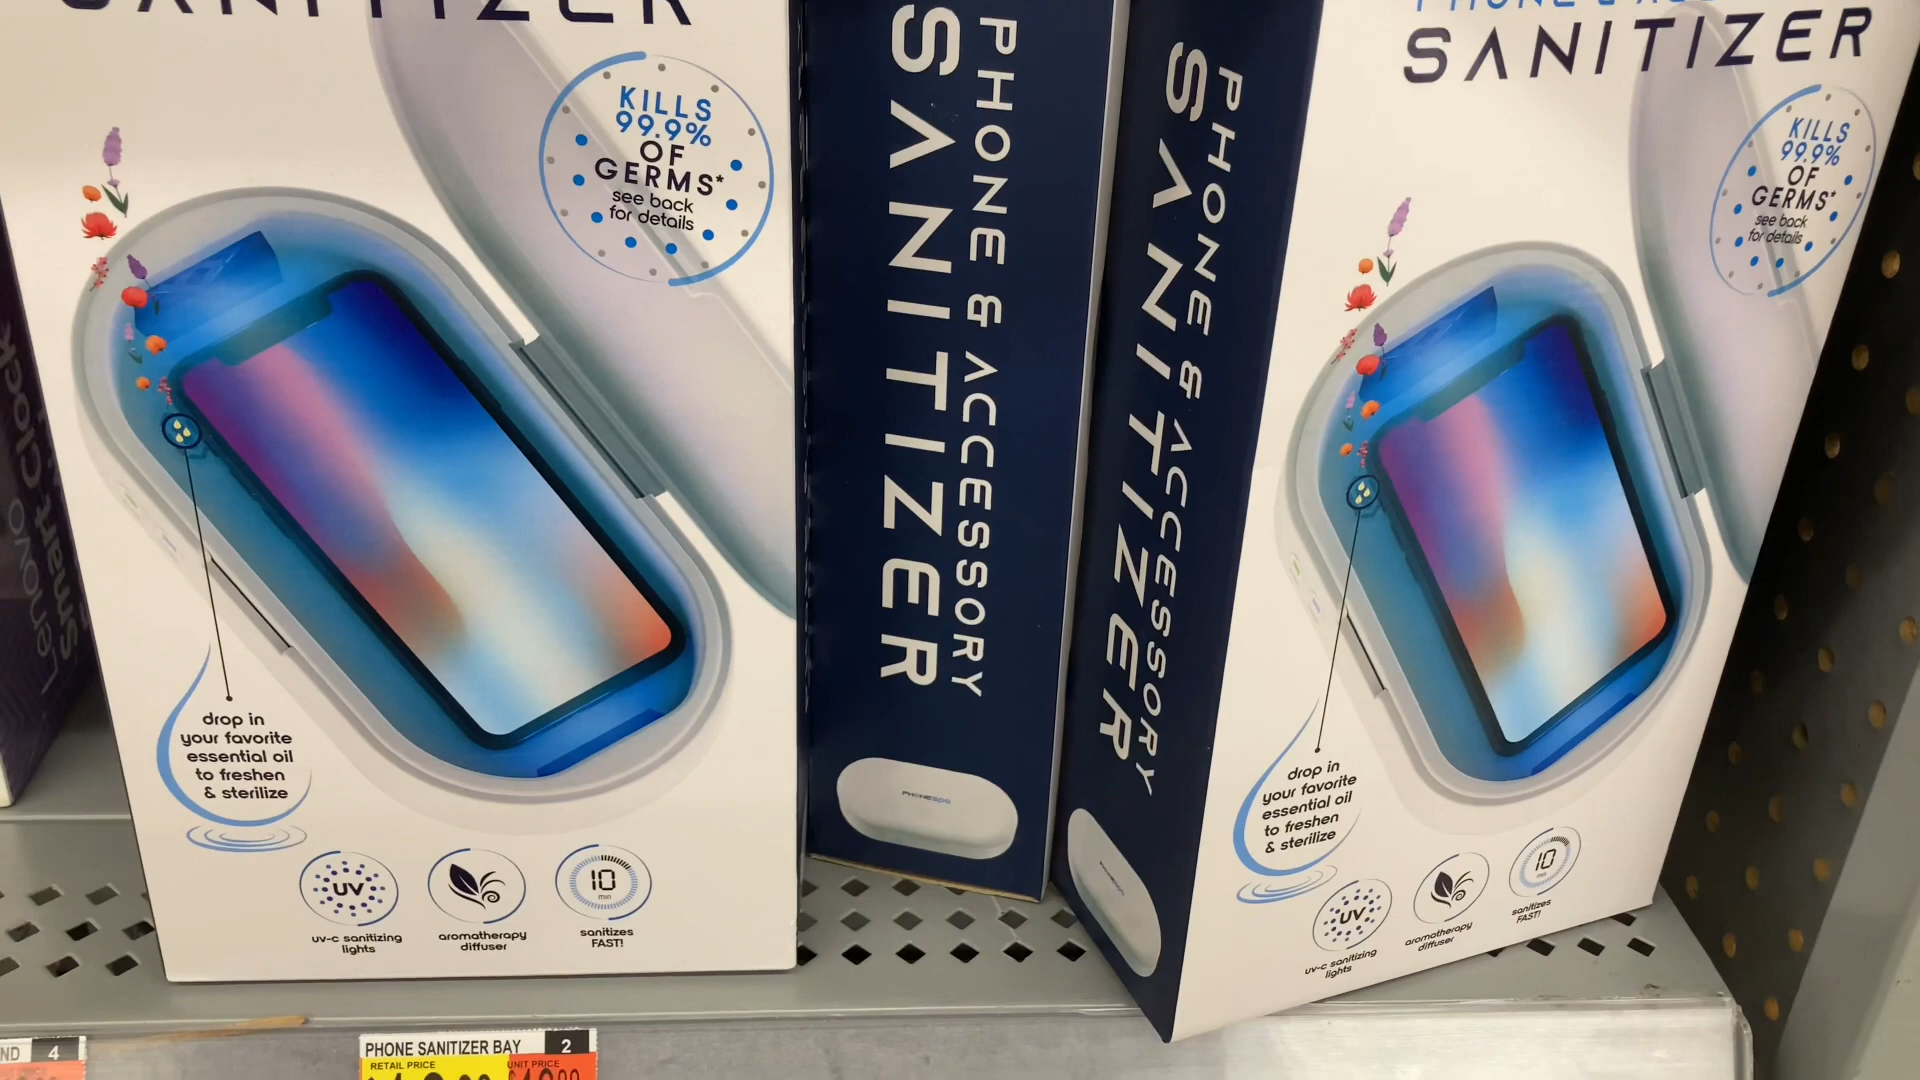 SANITIZER
KILLS
99.9%
OF
GERMS*
see back
for details
drop in
your favorite
essential oil
to freshen
& sterilize
UV
uv-c sanitizing
lights
aromatherapy
diffuser
10
min
sanitizes
FAST!
PHONE & ACCESSORY
SANITIZER
PHONESPA
PHONE & ACCESSORY
SANITIZER
SANITIZER
KILLS
99.9%
OF
GERMS*
see back
for details
drop in
your favorite
essential oil
to freshen
& sterilize
UV
uv-c sanitizing
lights
aromatherapy
diffuser
10
min
sanitizes
FAST!
Lenovo
Smart Clock
ND 4
PHONE SANITIZER BAY 2
RETAIL PRICE
UNIT PRICE